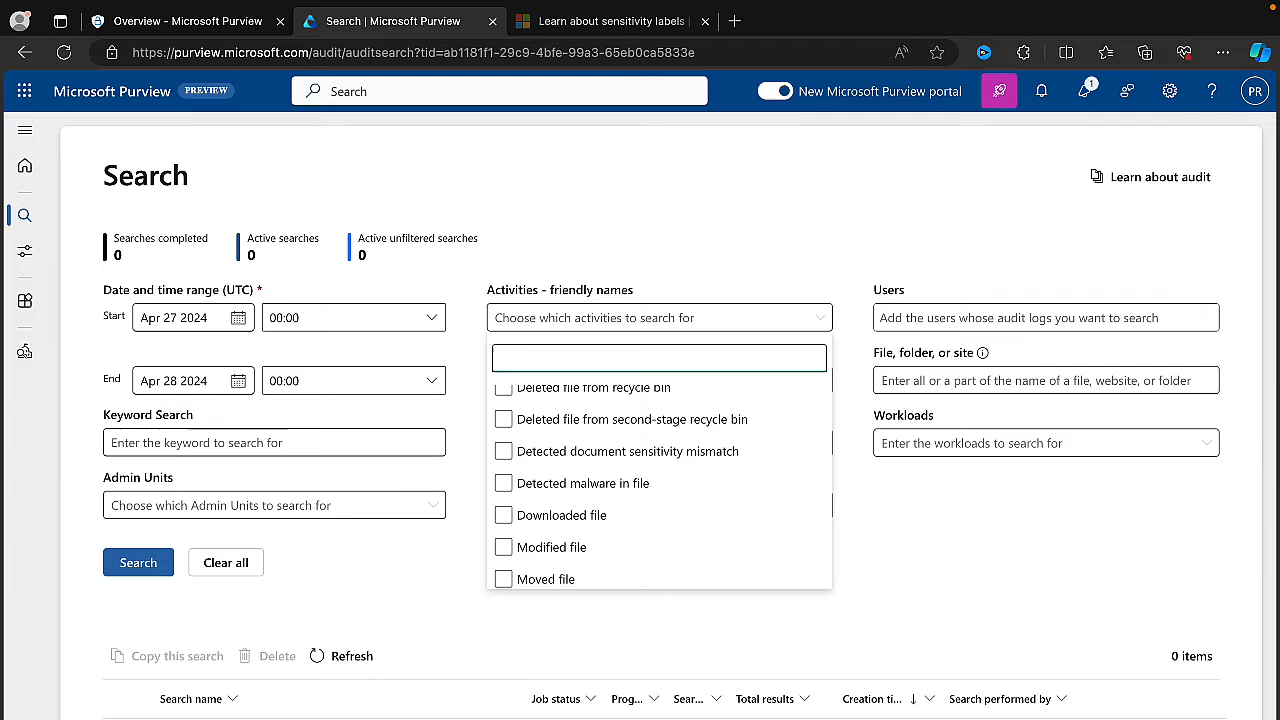 Overview - Microsoft Purview
Search | Microsoft Purview
Learn about sensitivity labels |
https://purview.microsoft.com/audit/auditsearch?tid=ab1181f1-29c9-4bfe-99a3-65eb0ca5833e
Microsoft Purview PREVIEW
Search
New Microsoft Purview portal
1
PR
Search
Learn about audit
Searches completed
0
Active searches
0
Active unfiltered searches
0
Date and time range (UTC) *
Start Apr 27 2024 00:00
End Apr 28 2024 00:00
Keyword Search
Enter the keyword to search for
Admin Units
Choose which Admin Units to search for
Search Clear all
Activities - friendly names
Choose which activities to search for
Deleted file from recycle bin
Deleted file from second-stage recycle bin
Detected document sensitivity mismatch
Detected malware in file
Downloaded file
Modified file
Moved file
Users
Add the users whose audit logs you want to search
File, folder, or site
Enter all or a part of the name of a file, website, or folder
Workloads
Enter the workloads to search for
Copy this search Delete Refresh 0 items
Search name Job status Prog... Sear... Total results Creation ti... Search performed by